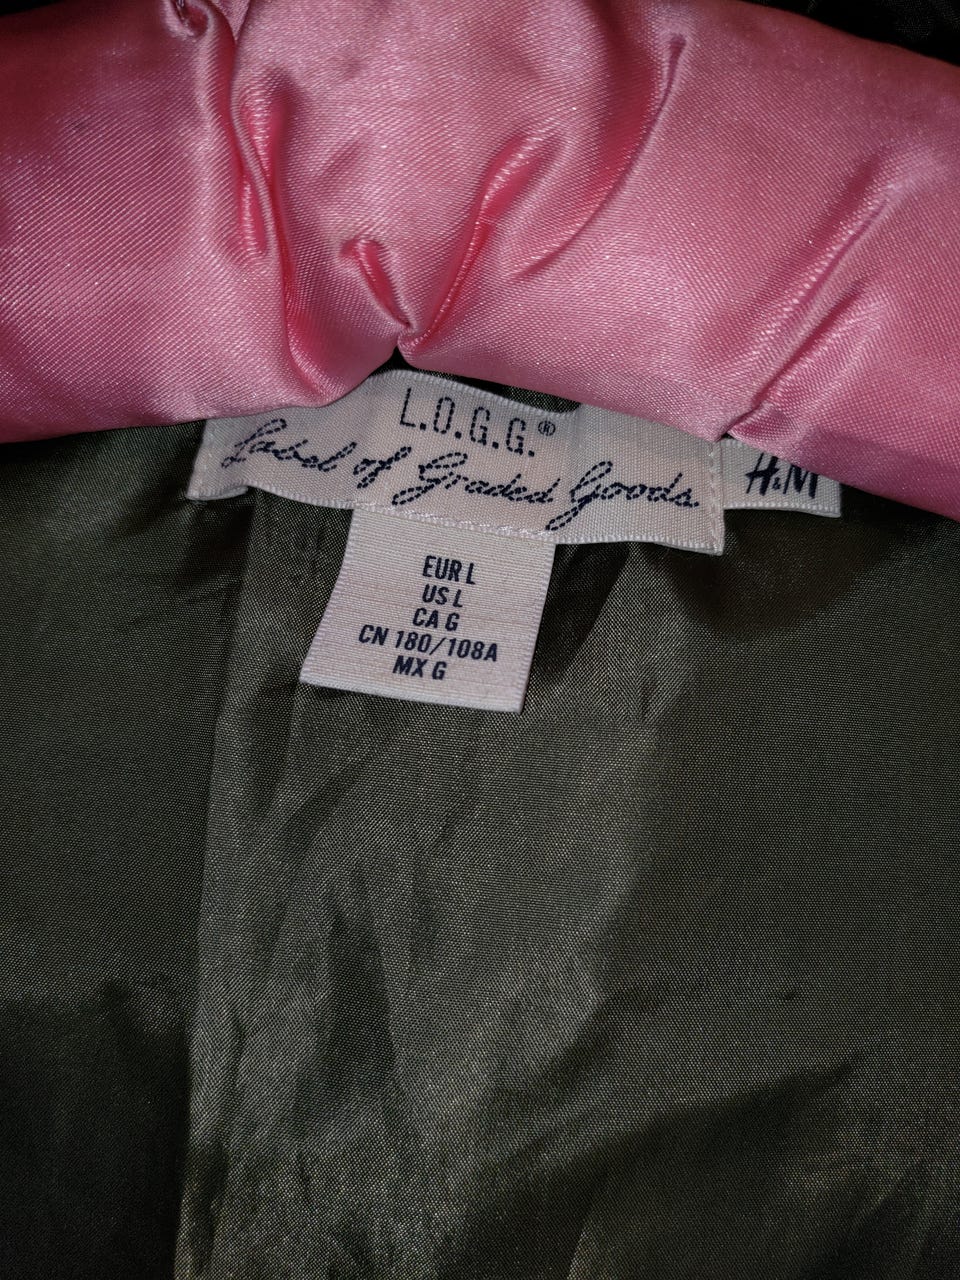 L.O.G.G.®
Label of Graded Goods
H&M
EUR L
US L
CA G
CN 180/108A
MX G